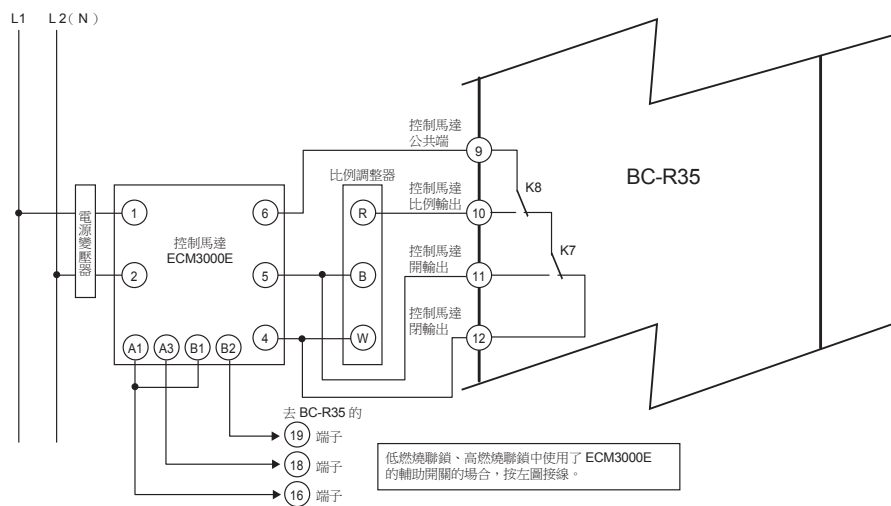 L1
L 2( N )
控制馬達
公共端
9
比例調整器
控制馬達
比例輸出
K8
BC-R35
1
6
R
10
電源變壓器
控制馬達
ECM3000E
K7
控制馬達
開輸出
2
5
B
11
控制馬達
閉輸出
4
W
12
A1
A3
B1
B2
去 BC-R35 的
19 端子
18 端子
16 端子
低燃燒聯鎖、高燃燒聯鎖中使用了 ECM3000E
的輔助開關的場合，按左圖接線。